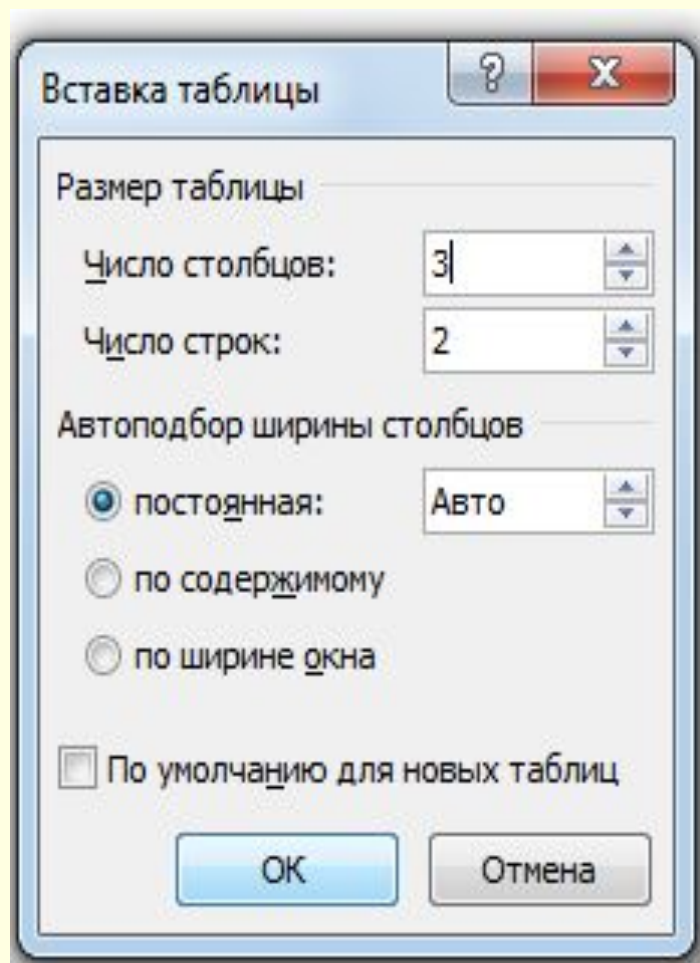 Вставка таблицы
Размер таблицы
Число столбцов: 3
Число строк: 2
Автоподбор ширины столбцов
постоянная: Авто
по содержимому
по ширине окна
По умолчанию для новых таблиц
ОК Отмена